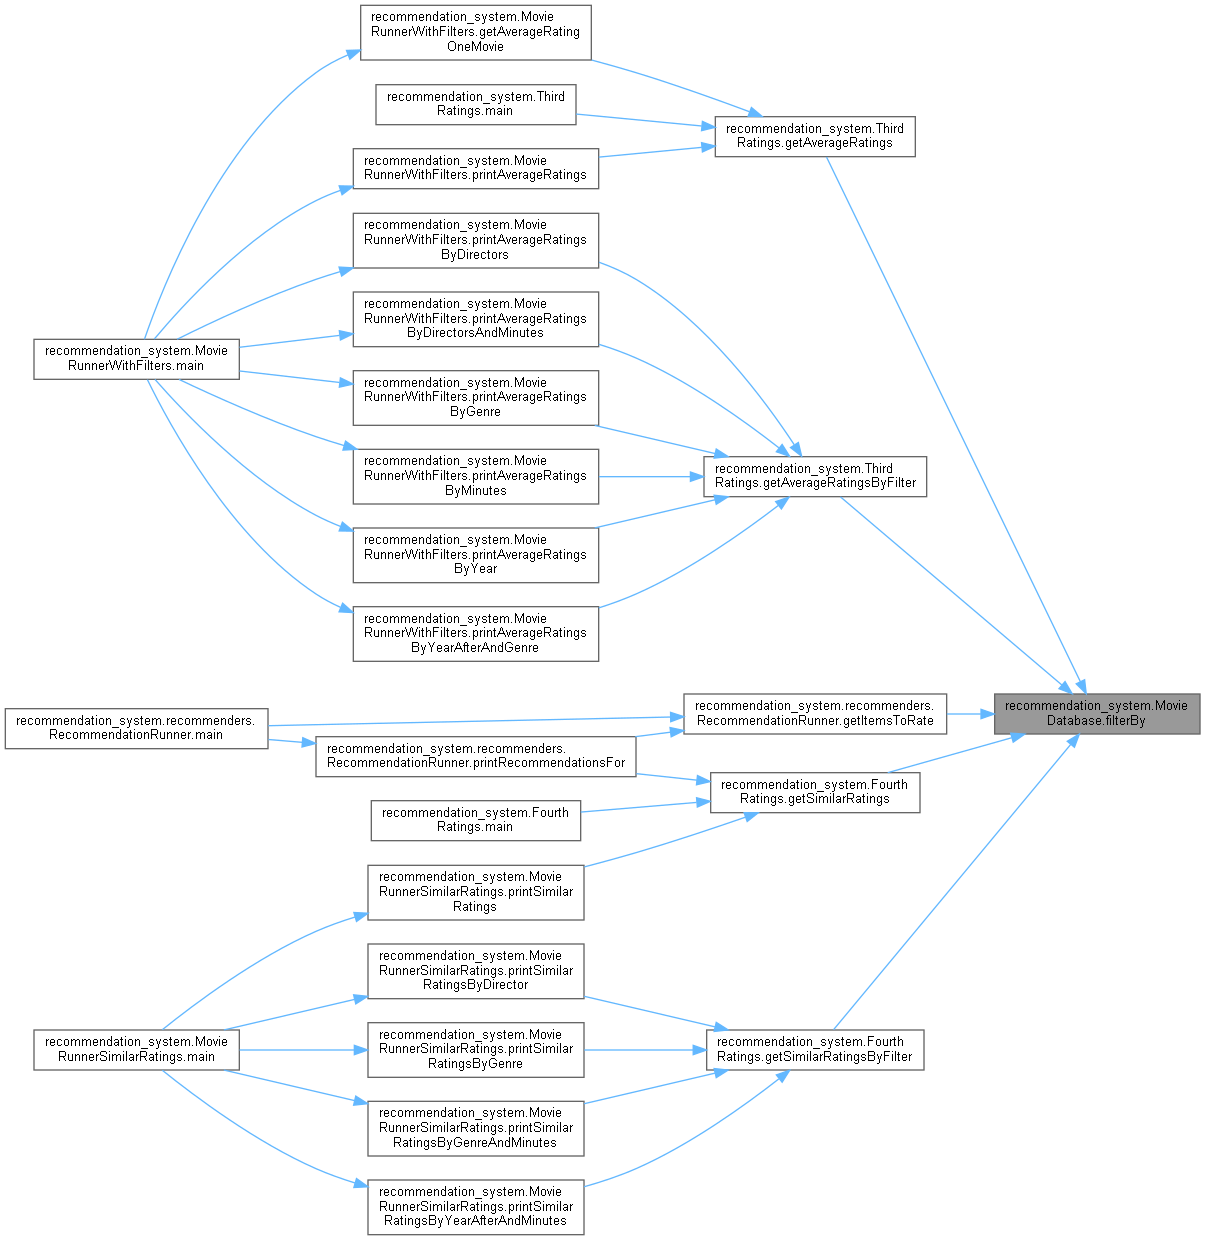 recommendation_system.Movie
RunnerWithFilters.getAverageRating
OneMovie
recommendation_system.Third
Ratings.main
recommendation_system.Third
Ratings.getAverageRatings
recommendation_system.Movie
RunnerWithFilters.printAverageRatings
recommendation_system.Movie
RunnerWithFilters.printAverageRatings
ByDirectors
recommendation_system.Movie
RunnerWithFilters.printAverageRatings
ByDirectorsAndMinutes
recommendation_system.Movie
RunnerWithFilters.main
recommendation_system.Movie
RunnerWithFilters.printAverageRatings
ByGenre
recommendation_system.Movie
RunnerWithFilters.printAverageRatings
ByMinutes
recommendation_system.Third
Ratings.getAverageRatingsByFilter
recommendation_system.Movie
RunnerWithFilters.printAverageRatings
ByYear
recommendation_system.Movie
RunnerWithFilters.printAverageRatings
ByYearAfterAndGenre
recommendation_system.recommenders.
RecommendationRunner.getItemsToRate
recommendation_system.Movie
Database.filterBy
recommendation_system.recommenders.
RecommendationRunner.main
recommendation_system.recommenders.
RecommendationRunner.printRecommendationsFor
recommendation_system.Fourth
Ratings.getSimilarRatings
recommendation_system.Fourth
Ratings.main
recommendation_system.Movie
RunnerSimilarRatings.printSimilar
Ratings
recommendation_system.Movie
RunnerSimilarRatings.printSimilar
RatingsByDirector
recommendation_system.Movie
RunnerSimilarRatings.main
recommendation_system.Movie
RunnerSimilarRatings.printSimilar
RatingsByGenre
recommendation_system.Fourth
Ratings.getSimilarRatingsByFilter
recommendation_system.Movie
RunnerSimilarRatings.printSimilar
RatingsByGenreAndMinutes
recommendation_system.Movie
RunnerSimilarRatings.printSimilar
RatingsByYearAfterAndMinutes